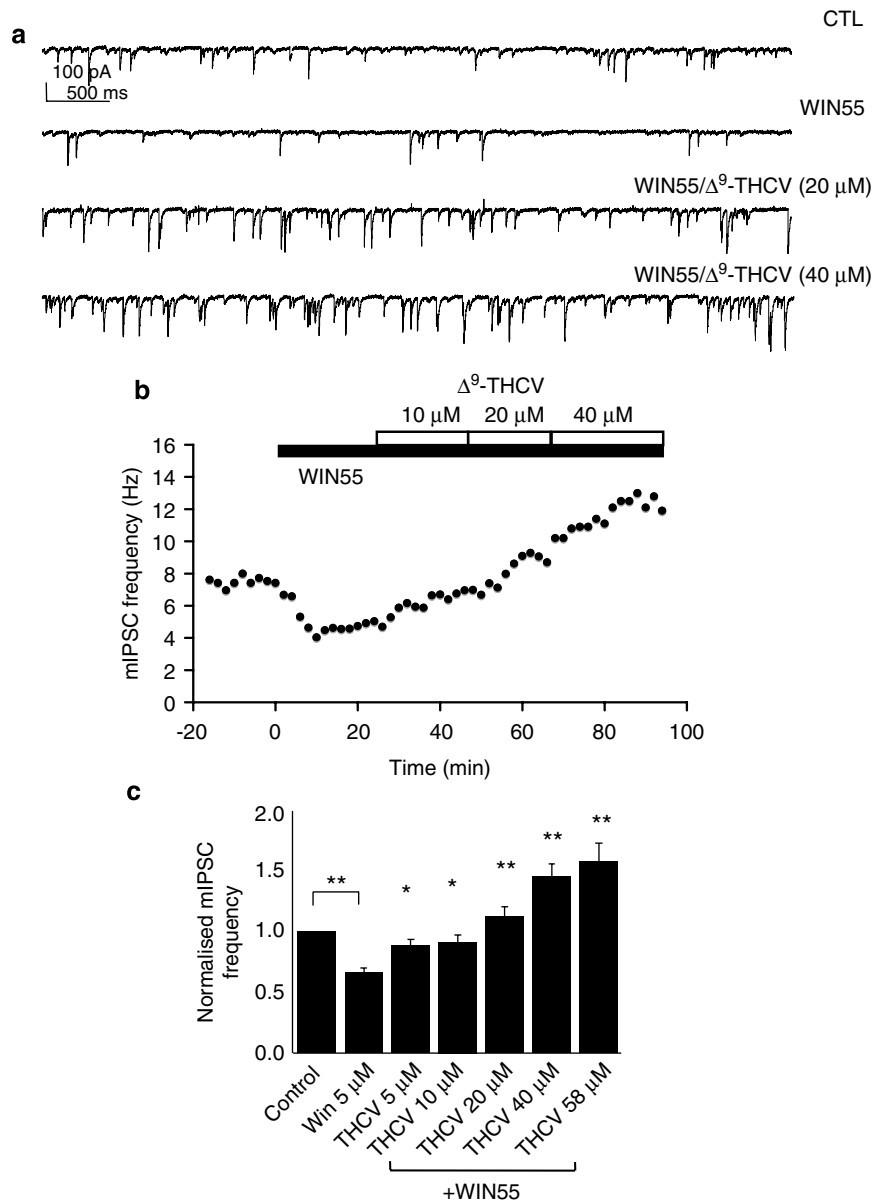 a
CTL
100 pA
500 ms
WIN55
WIN55/Δ⁹-THCV (20 μM)
WIN55/Δ⁹-THCV (40 μM)
b
Δ⁹-THCV
10 μM 20 μM 40 μM
WIN55
mIPSC frequency (Hz)
16
14
12
10
8
6
4
2
0
-20 0 20 40 60 80 100
Time (min)
c
Normalised mIPSC
frequency
2.0
1.5
1.0
0.5
0.0
** * * ** ** **
Control
Win 5 μM
THCV 5 μM
THCV 10 μM
THCV 20 μM
THCV 40 μM
THCV 58 μM
+WIN55